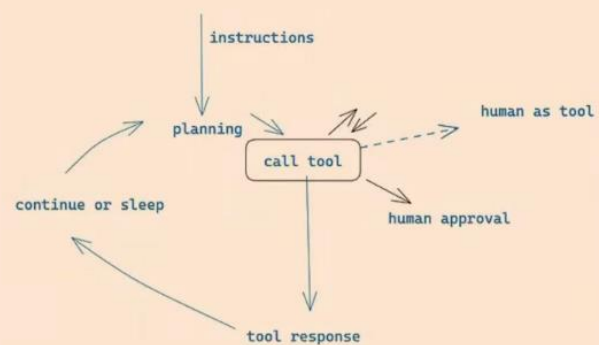 instructions
human as tool
planning
call tool
continue or sleep
human approval
tool response